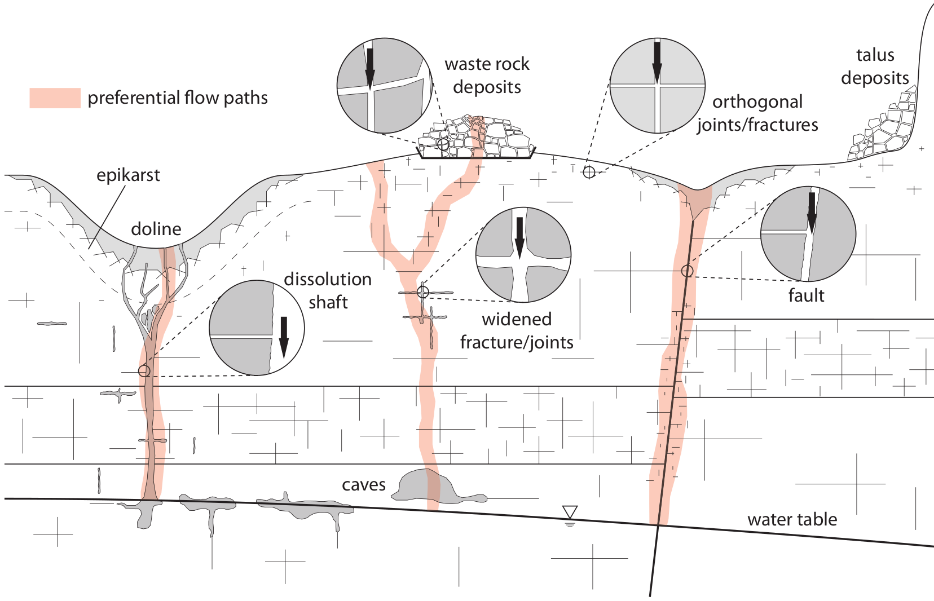 preferential flow paths
waste rock
deposits
talus
deposits
orthogonal
joints/fractures
epikarst
doline
dissolution
shaft
widened
fracture/joints
fault
caves
water table